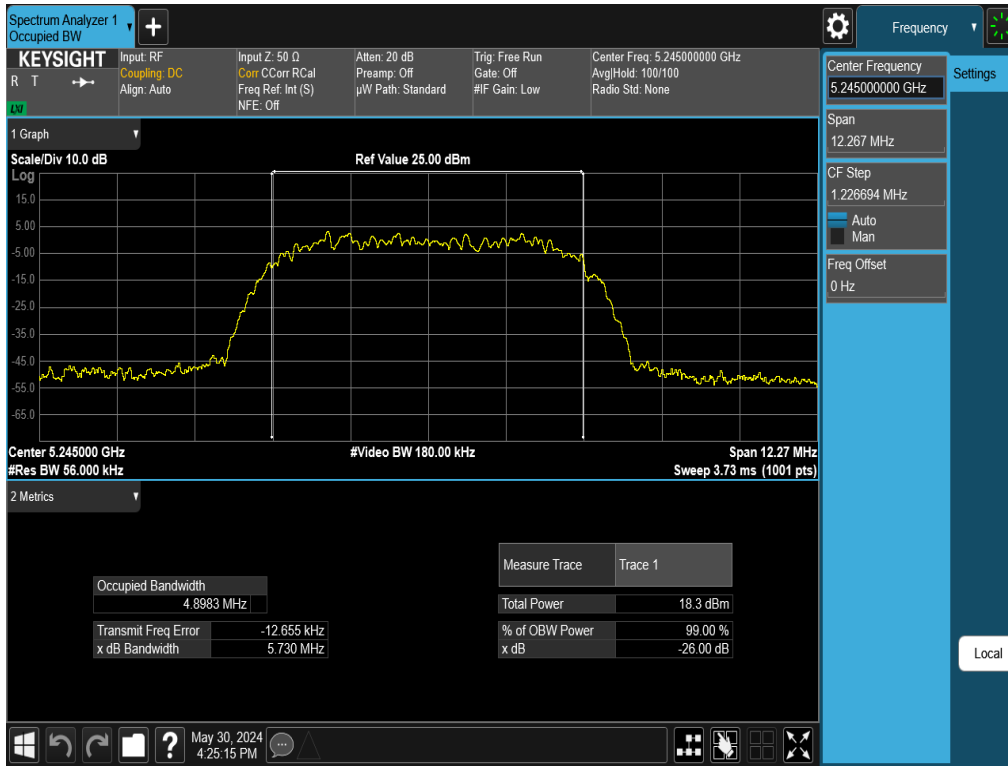 Spectrum Analyzer 1
Occupied BW
Frequency
KEYSIGHT
R T
LXI
Input: RF
Coupling: DC
Align: Auto
Input Z: 50 Ω
Corr CCorr RCal
Freq Ref: Int (S)
NFE: Off
Atten: 20 dB
Preamp: Off
µW Path: Standard
Trig: Free Run
Gate: Off
#IF Gain: Low
Center Freq: 5.245000000 GHz
Avg|Hold: 100/100
Radio Std: None
Center Frequency
5.245000000 GHz
Settings
Span
12.267 MHz
CF Step
1.226694 MHz
Auto
Man
Freq Offset
0 Hz
Local
1 Graph
Scale/Div 10.0 dB
Ref Value 25.00 dBm
Log
15.0
5.00
-5.00
-15.0
-25.0
-35.0
-45.0
-55.0
-65.0
Center 5.245000 GHz
#Video BW 180.00 kHz
Span 12.27 MHz
#Res BW 56.000 kHz
Sweep 3.73 ms (1001 pts)
2 Metrics
Measure Trace Trace 1
Occupied Bandwidth
4.8983 MHz
Total Power 18.3 dBm
Transmit Freq Error -12.655 kHz
% of OBW Power 99.00 %
x dB Bandwidth 5.730 MHz
x dB -26.00 dB
?
May 30, 2024
4:25:15 PM